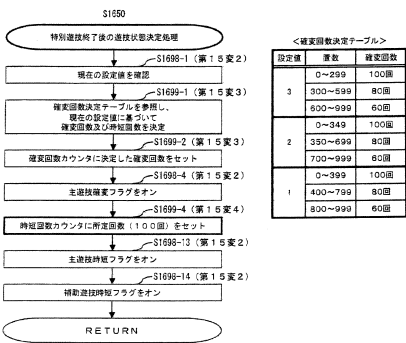 S1650
特別遊技終了後の遊技状態決定処理
S1698-1(第15変2)
現在の設定値を確認
S1699-1(第15変3)
確変回数決定テーブルを参照し、
現在の設定値に基づいて
確変回数及び時短回数を決定
S1699-2(第15変3)
確変回数カウンタに決定した確変回数をセット
S1698-4(第15変2)
主遊技確変フラグをオン
S1699-4(第15変4)
時短回数カウンタに所定回数(100回)をセット
S1698-13(第15変2)
主遊技時短フラグをオン
S1698-14(第15変2)
補助遊技時短フラグをオン
RETURN
<確変回数決定テーブル>
設定値 置数 確変回数
3 0~299 100回
300~599 80回
600~999 60回
2 0~349 100回
350~699 80回
700~999 60回
1 0~399 100回
400~799 80回
800~999 60回